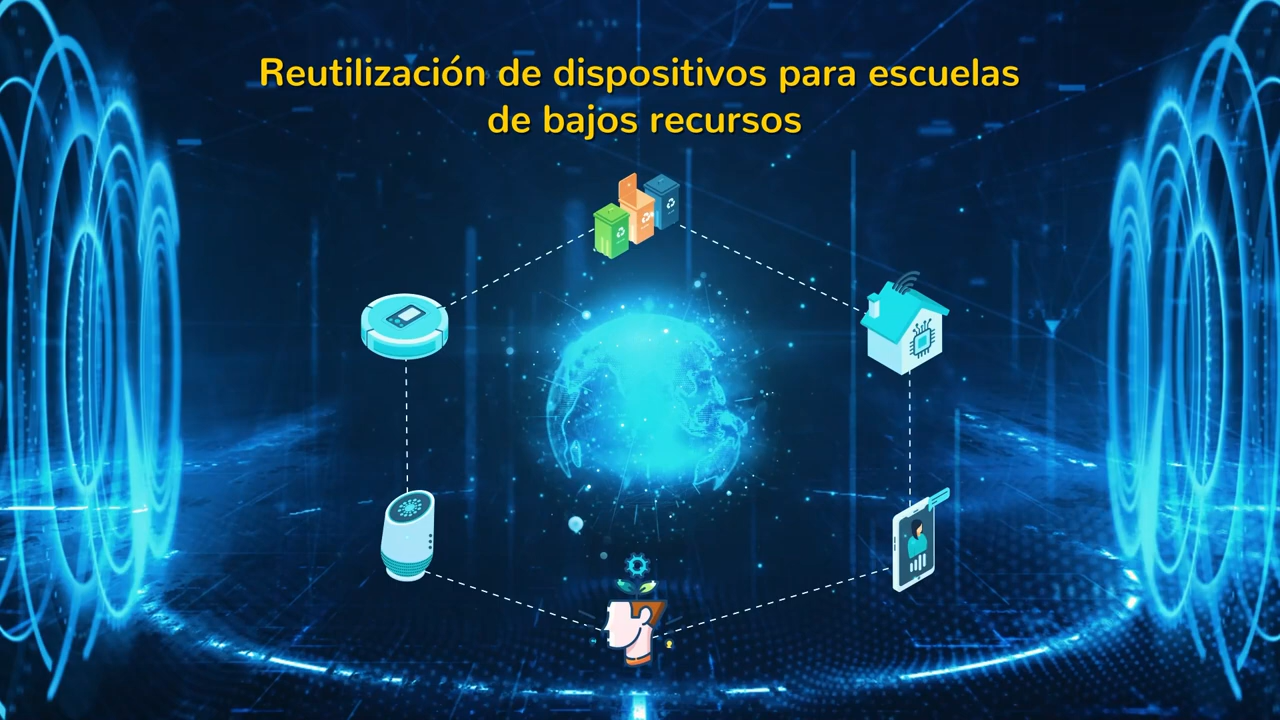 Reutilización de dispositivos para escuelas
de bajos recursos